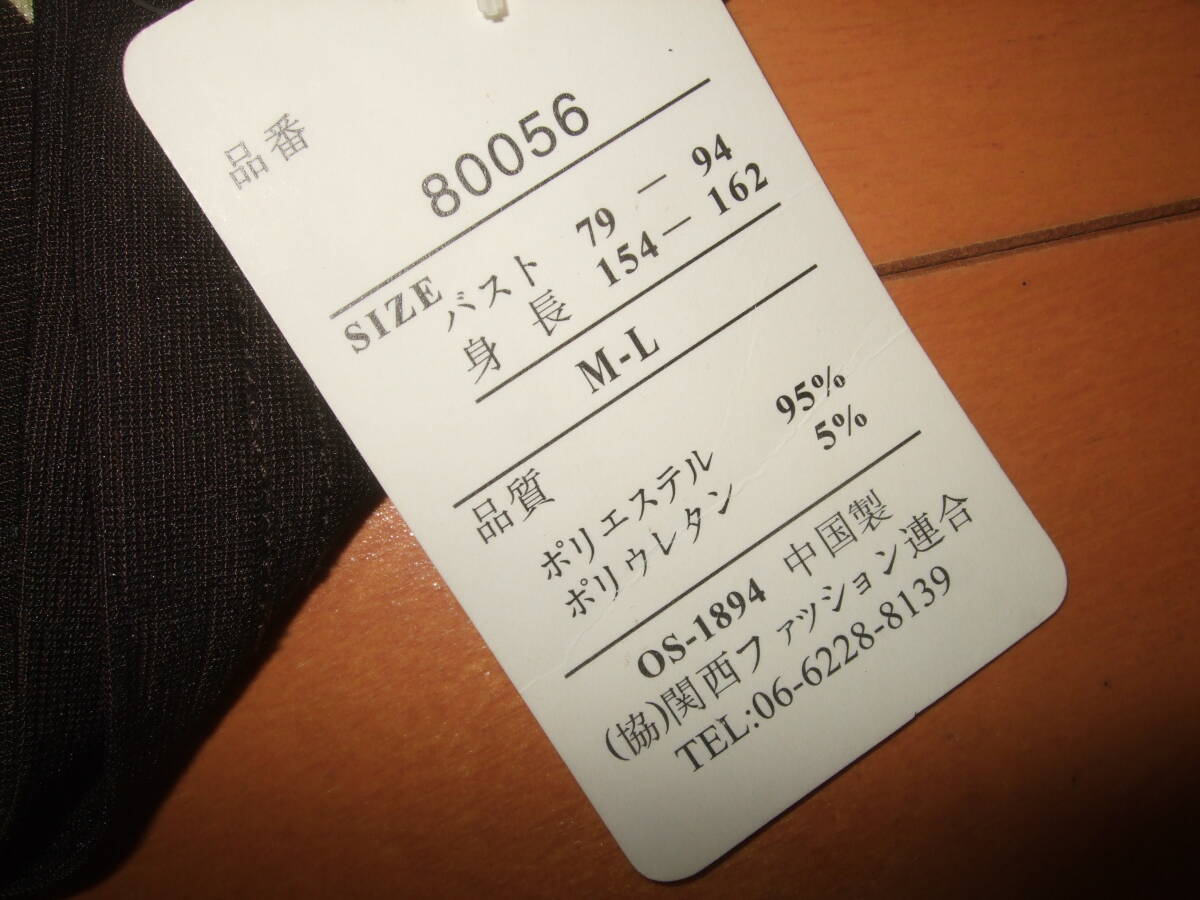 品番
80056
SIZE バスト 79 － 94
身 長 154－ 162
M-L
品質
ポリエステル 95%
ポリウレタン 5%
OS-1894 中国製
(協)関西ファッション連合
TEL:06-6228-8139